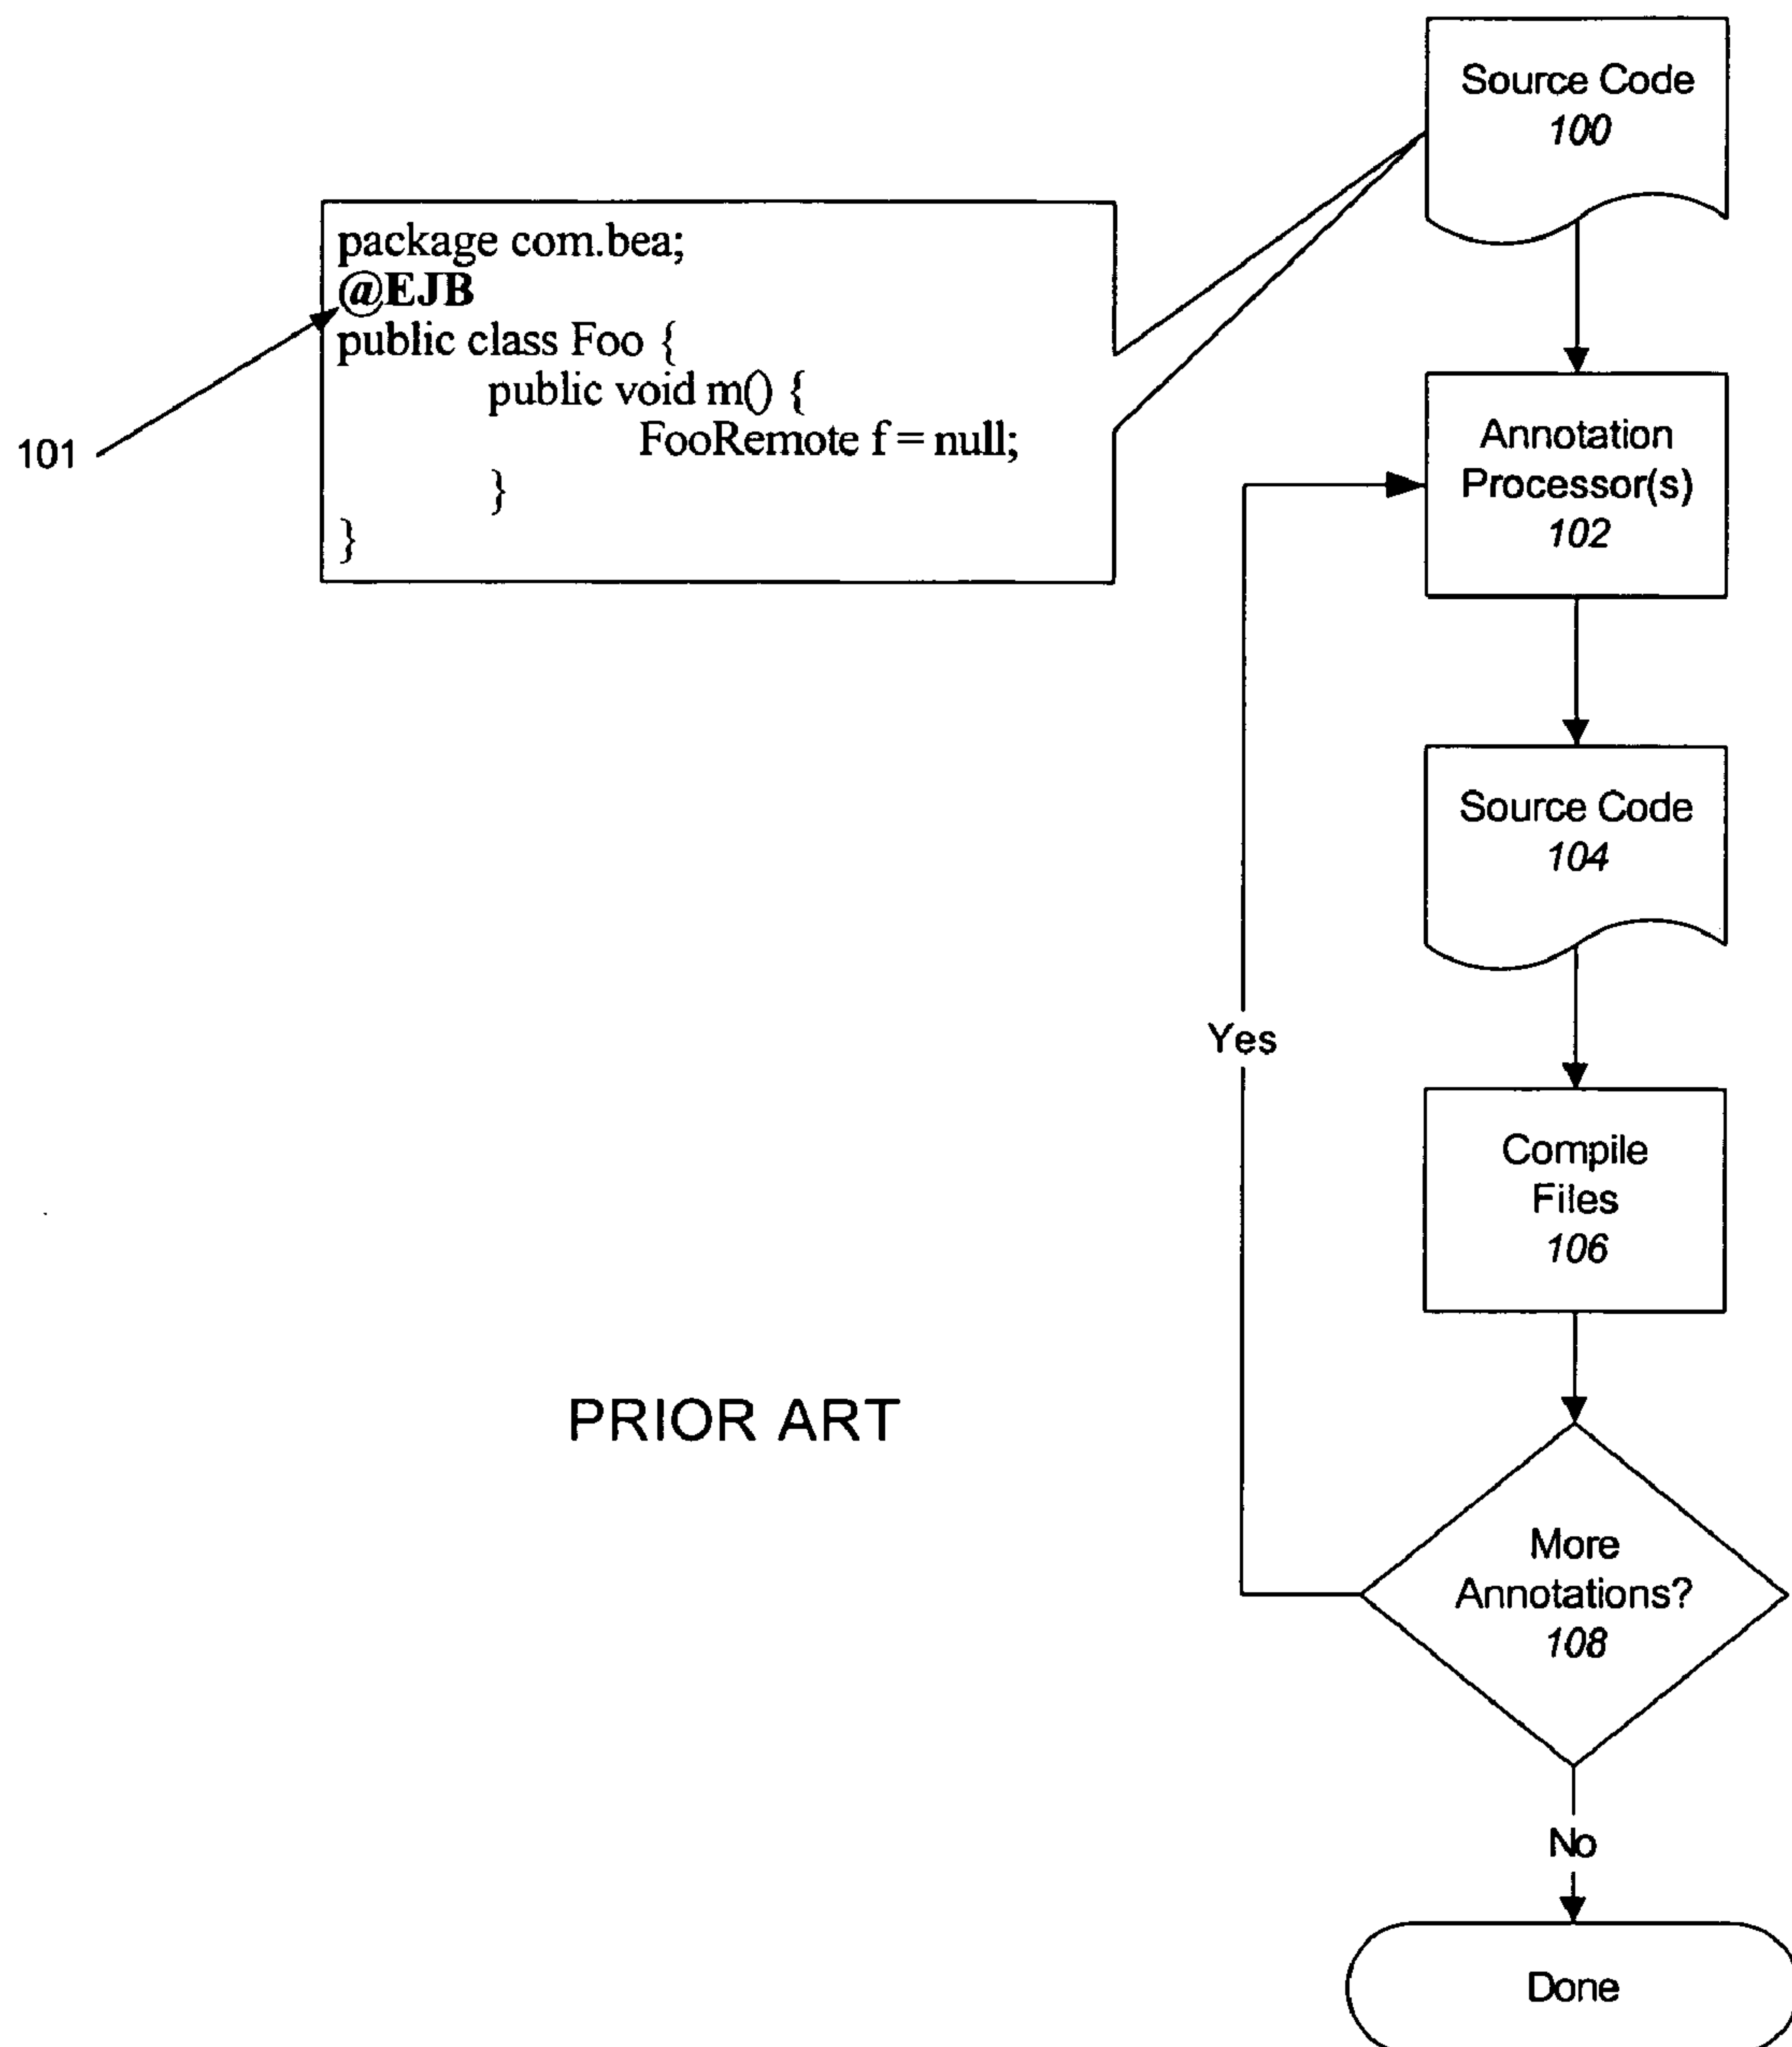 Source Code
100
package com.bea;
@EJB
public class Foo {
public void m() {
FooRemote f = null;
}
}
101
Annotation
Processor(s)
102
Source Code
104
Yes
Compile
Files
106
PRIOR ART
More
Annotations?
108
No
Done